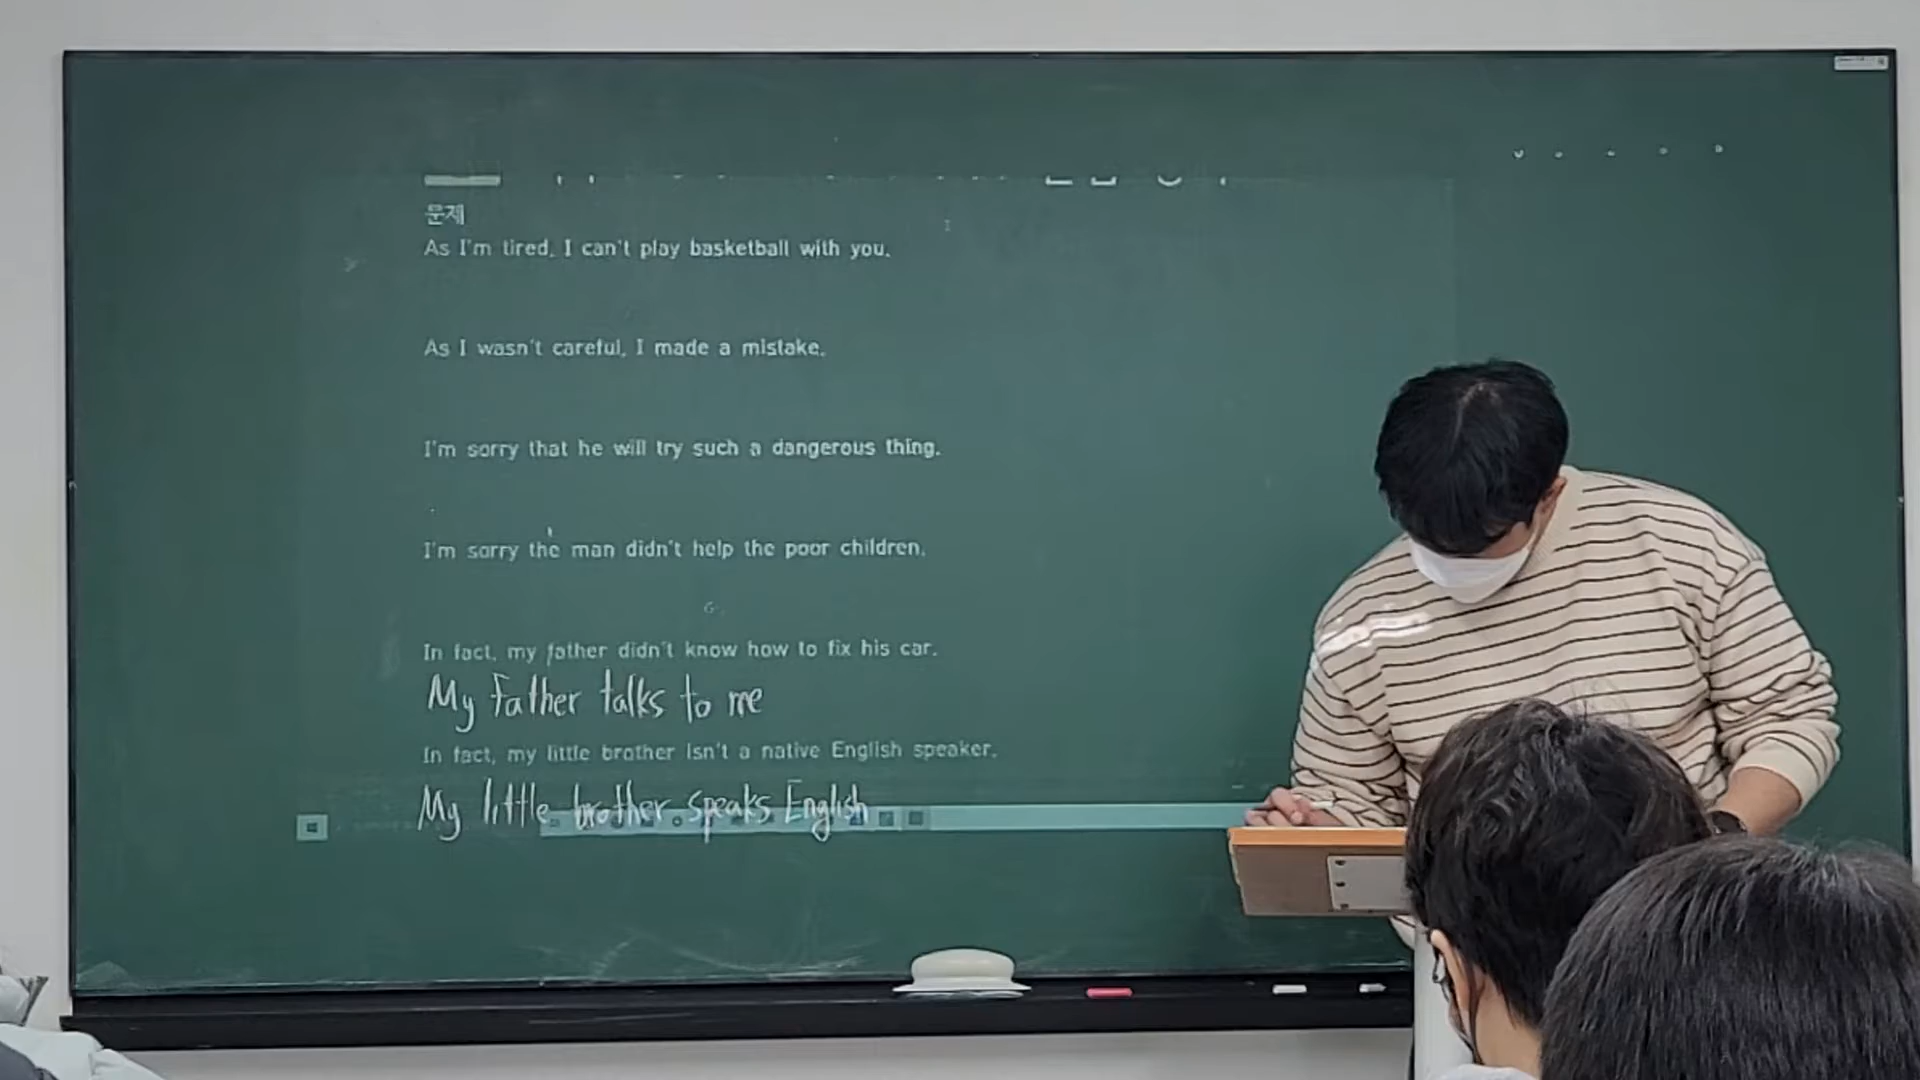 문제
As I'm tired, I can't play basketball with you.
As I wasn't careful, I made a mistake.
I'm sorry that he will try such a dangerous thing.
I'm sorry the man didn't help the poor children.
In fact, my father didn't know how to fix his car.
My father talks to me
In fact, my little brother isn't a native English speaker.
My little brother speaks English